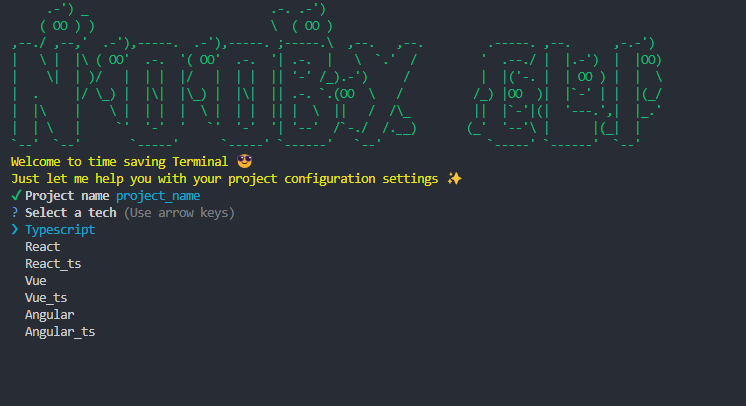 Welcome to time saving Terminal 😎
Just let me help you with your project configuration settings ✨
✓ Project name project_name
? Select a tech (Use arrow keys)
❯ Typescript
React
React_ts
Vue
Vue_ts
Angular
Angular_ts